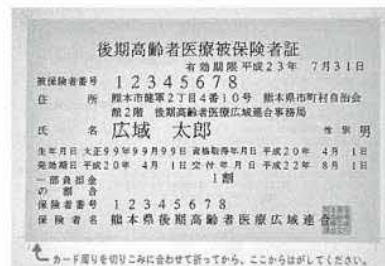 後期高齢者医療被保険者証
有効期限平成23年 7月31日
被保険者番号 12345678
住所 熊本市健軍2丁目4番10号 熊本県市町村自治会
館2階 後期高齢者医療広域連合事務局
氏名 広域 太郎 性別 男
生年月日 大正99年99月99日 資格取得年月日 平成20年 4月 1日
発効期日 平成20年 4月 1日 交付年月日 平成22年 8月 1日
一部負担金 1割
の割合
保険者番号 12345678
保険者名 熊本県後期高齢者医療広域連合
カード周りを切りこみに合わせて折ってから、ここからはがしてください。